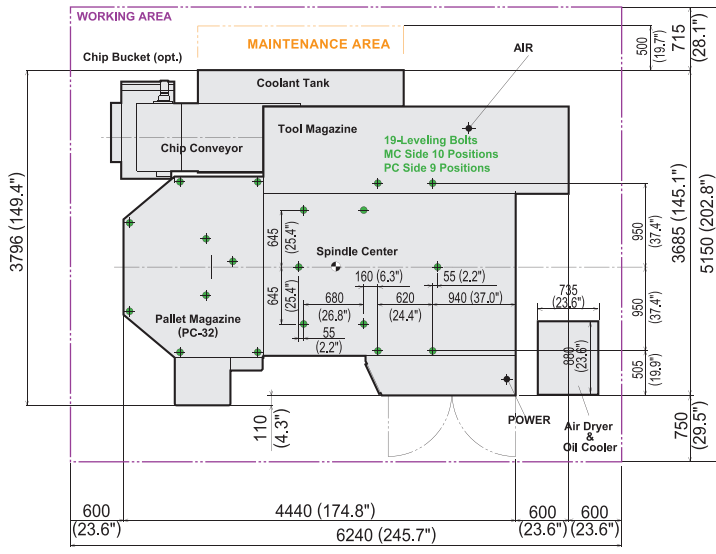 WORKING AREA
MAINTENANCE AREA
500
(19.7")
715
(28.1")
Chip Bucket (opt.)
AIR
Coolant Tank
Tool Magazine
19-Leveling Bolts
MC Side 10 Positions
PC Side 9 Positions
Chip Conveyor
3796 (149.4")
3685 (145.1")
5150 (202.8")
645
(25.4")
Spindle Center
950
(37.4")
160 (6.3")
55 (2.2")
645
(25.4")
680
(26.8")
620
(24.4")
940 (37.0")
735
(23.6")
950
(37.4")
Pallet Magazine
(PC-32)
55
(2.2")
880
(23.6")
505
(19.9")
110
(4.3")
POWER
Air Dryer
&
Oil Cooler
750
(29.5")
600
(23.6")
4440 (174.8")
600
(23.6")
600
(23.6")
6240 (245.7")